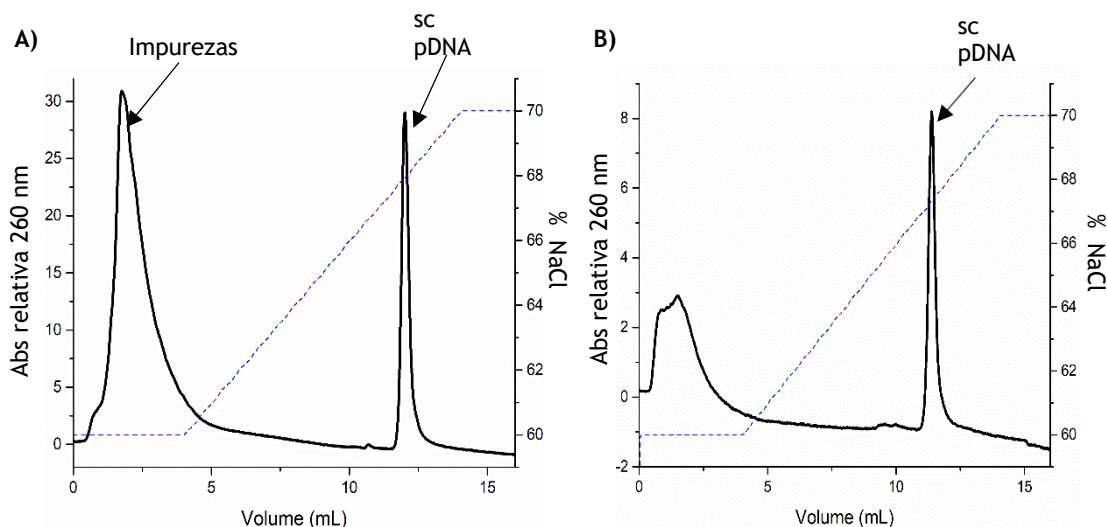 A)
Impurezas
sc
pDNA
Abs relativa 260 nm
30
25
20
15
10
5
0
70
68
66
64
62
60
% NaCl
0
5
10
15
Volume (mL)
B)
sc
pDNA
Abs relativa 260 nm
8
6
4
2
0
-2
70
68
66
64
62
60
% NaCl
0
5
10
15
Volume (mL)